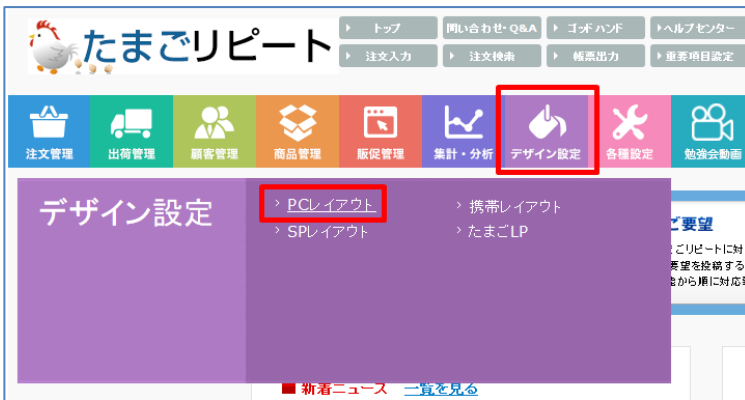 たまごリピート
トップ
問い合わせ・Q&A
ゴッドハンド
ヘルプセンター
注文入力
注文検索
帳票出力
重要項目設定
注文管理
出荷管理
顧客管理
商品管理
販促管理
集計・分析
デザイン設定
各種設定
勉強会動画
デザイン設定
PCレイアウト
携帯レイアウト
SPレイアウト
たまごLP
ご要望
ごリピートに対
要望を投稿する
から順に対応
新着ニュース 一覧を見る